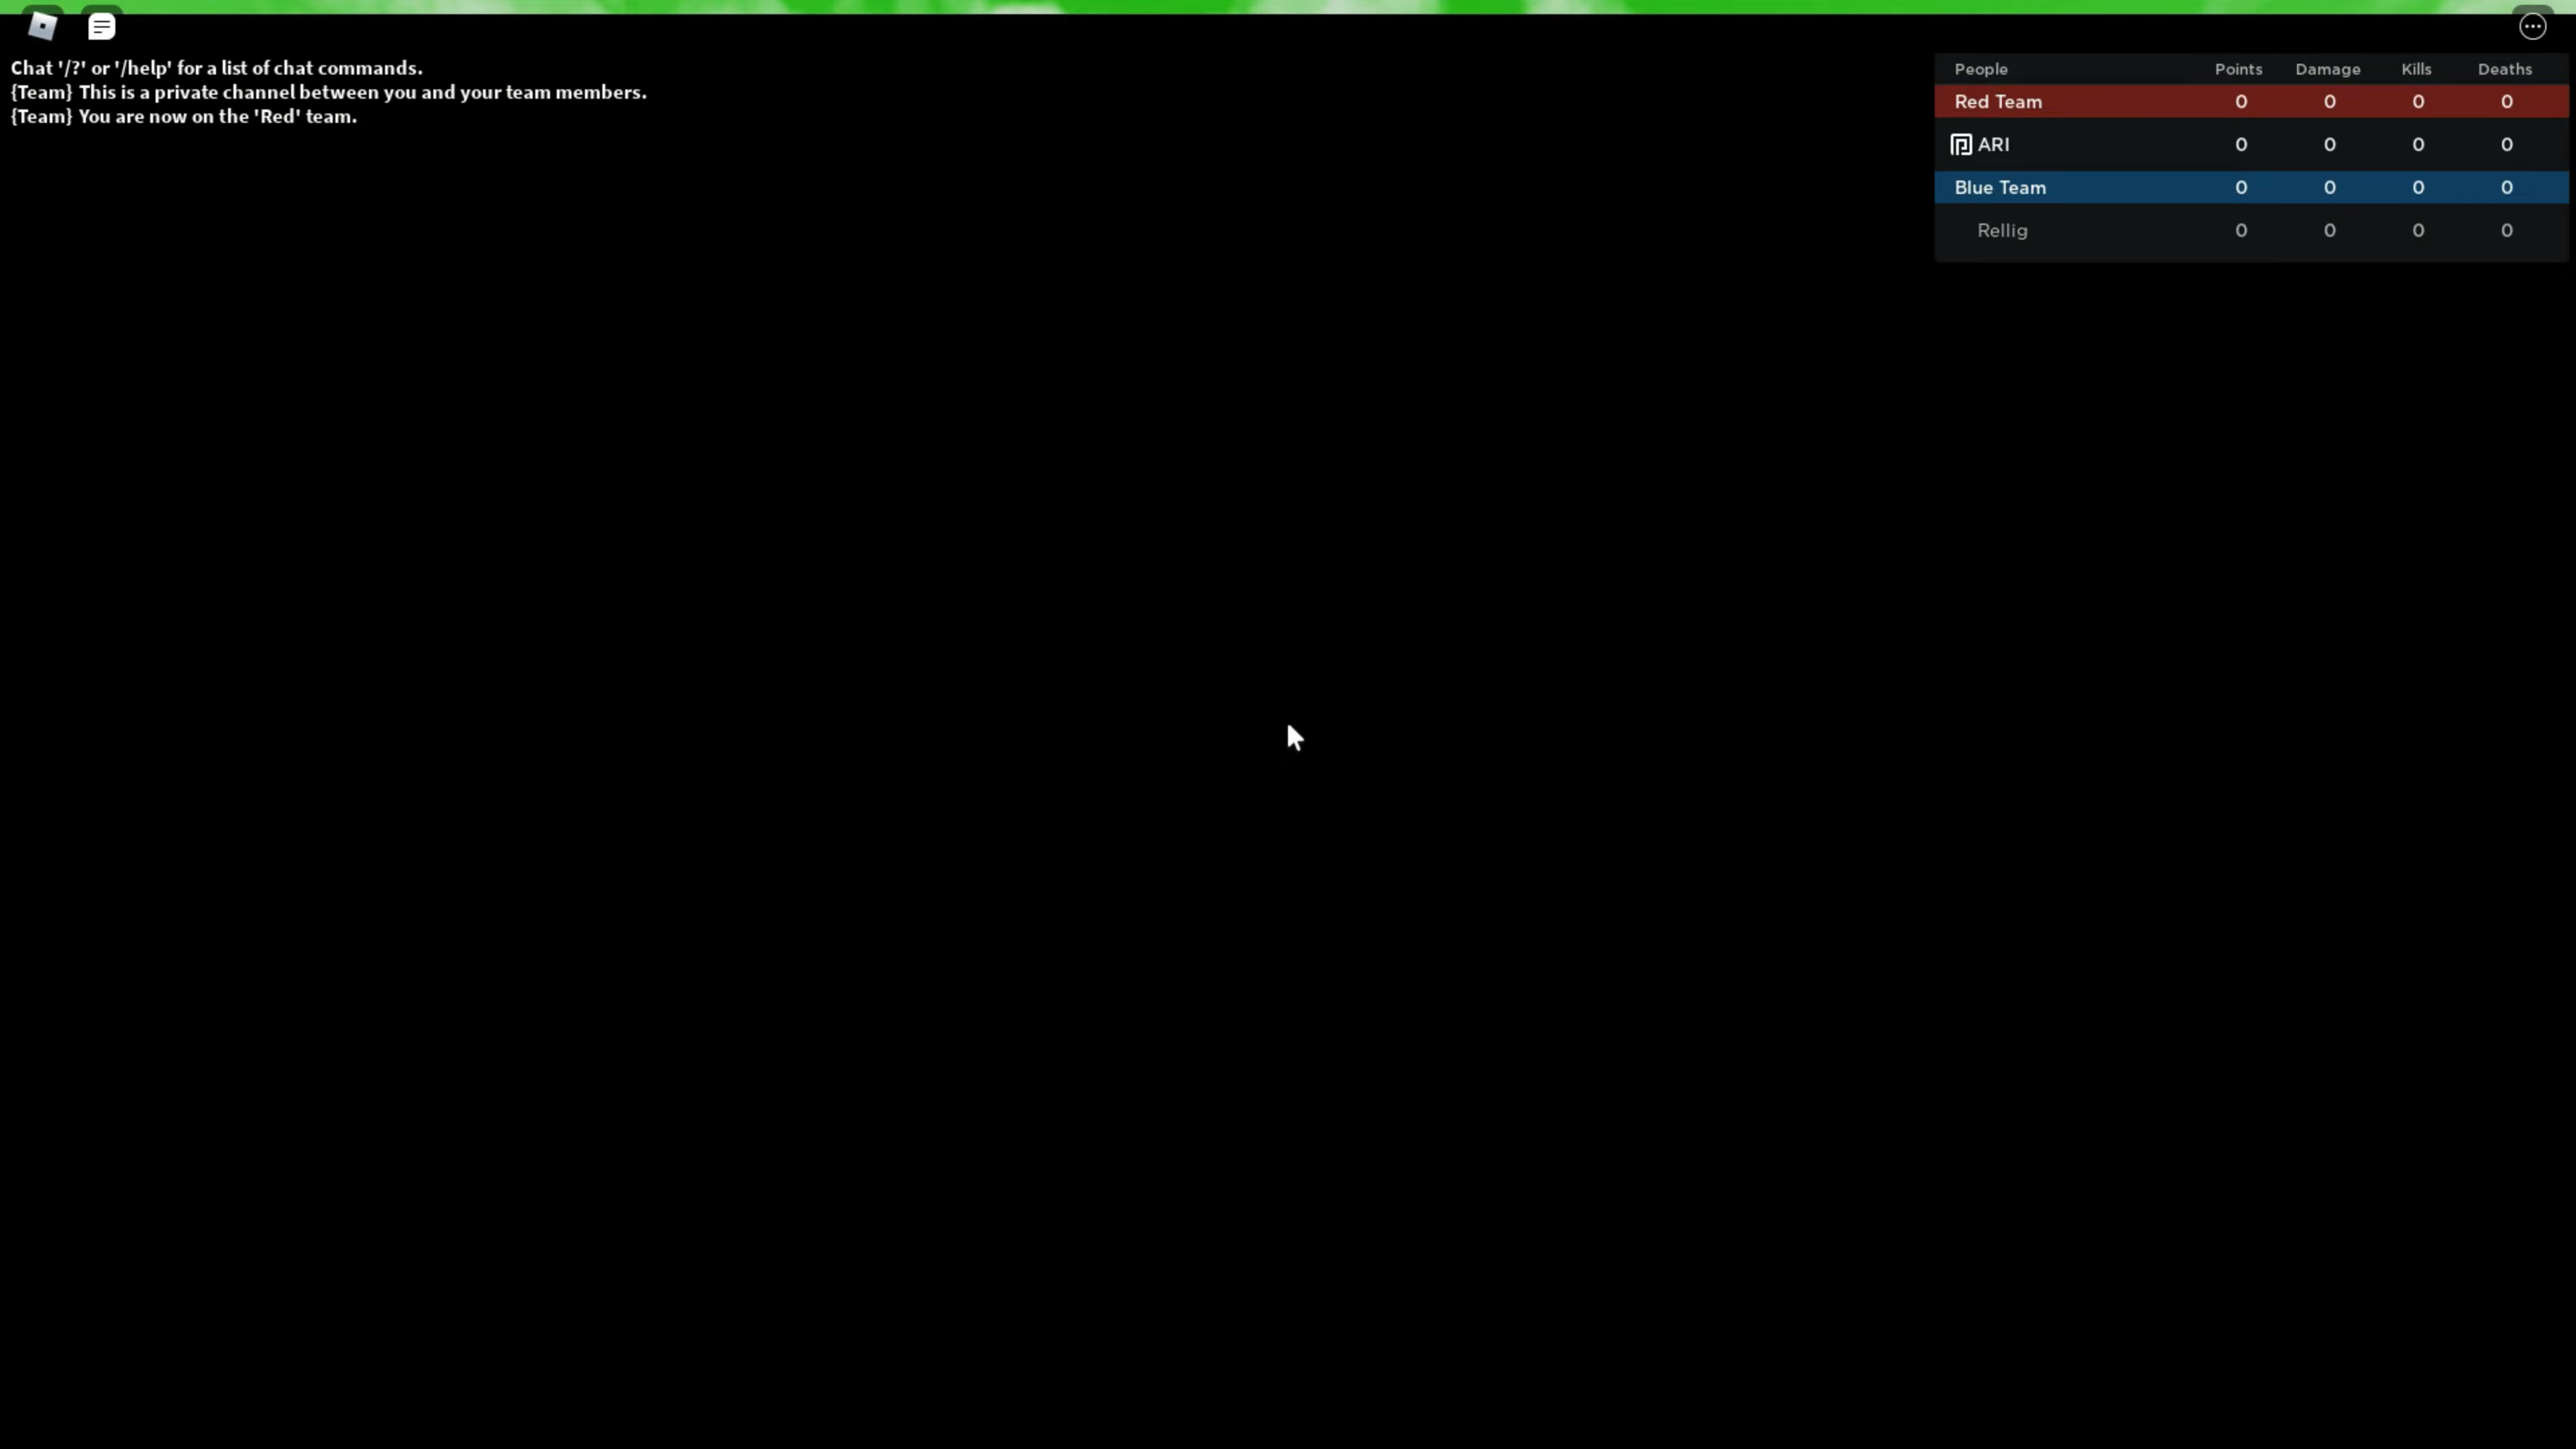 Chat '/?' or '/help' for a list of chat commands.
{Team} This is a private channel between you and your team members.
{Team} You are now on the 'Red' team.
People Points Damage Kills Deaths
Red Team 0 0 0 0
ARI 0 0 0 0
Blue Team 0 0 0 0
Rellig 0 0 0 0